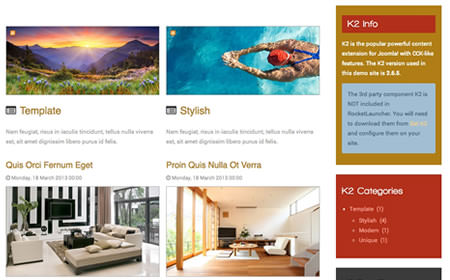 Template
Nam feugiat, risus in iaculis tincidunt, tellus nulla viverra
est, sit amet dignissim libero purus id felis.
Quis Orci Fernum Eget
Monday, 18 March 2013 00:00
Stylish
Nam feugiat, risus in iaculis tincidunt, tellus nulla viverra
est, sit amet dignissim libero purus id felis.
Proin Quis Nulla Ot Verra
Monday, 18 March 2013 00:00
K2 Info
K2 is the popular powerful content
extension for Joomla! with CCK-like
features. The K2 version used in
this demo site is 2.6.5.
The 3rd party component K2 is
NOT included in
RocketLauncher. You will need
to download them from Get K2
and configure them on your
site.
K2 Categories
Template (1)
Stylish (4)
Modern (1)
Unique (1)